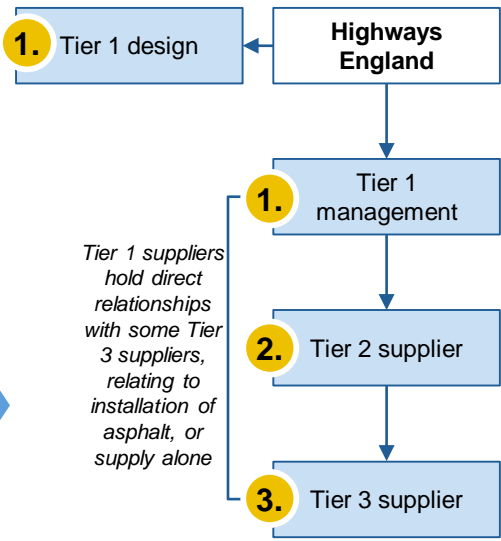 1. Tier 1 design
Highways
England
1. Tier 1
management
Tier 1 suppliers
hold direct
relationships
with some Tier
3 suppliers,
relating to
installation of
asphalt, or
supply alone
2. Tier 2 supplier
3. Tier 3 supplier